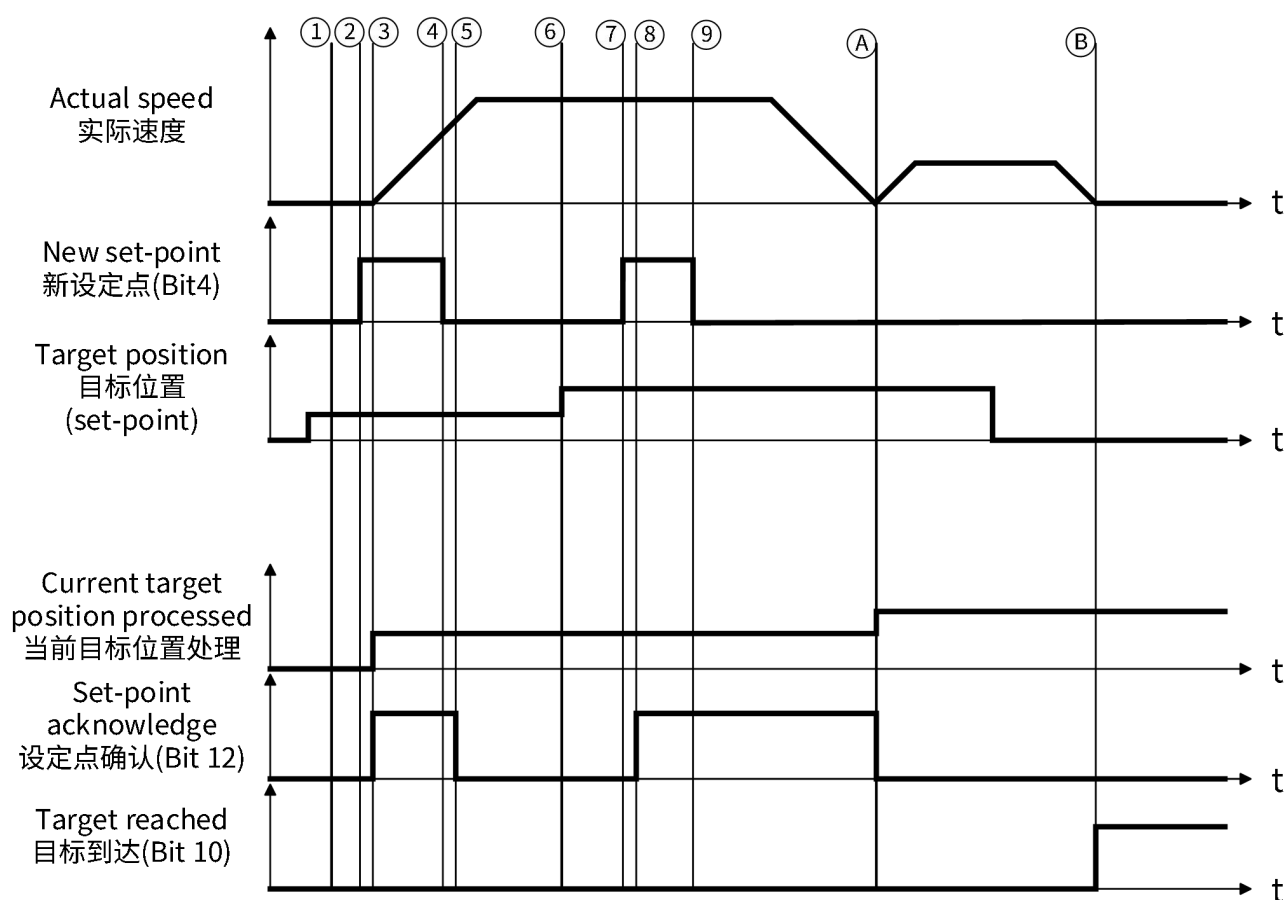 ① ② ③ ④ ⑤ ⑥ ⑦ ⑧ ⑨ Ⓐ Ⓑ
Actual speed
实际速度
t
New set-point
新设定点(Bit4)
t
Target position
目标位置
(set-point)
t
Current target
position processed
当前目标位置处理
t
Set-point
acknowledge
设定点确认(Bit 12)
t
Target reached
目标到达(Bit 10)
t